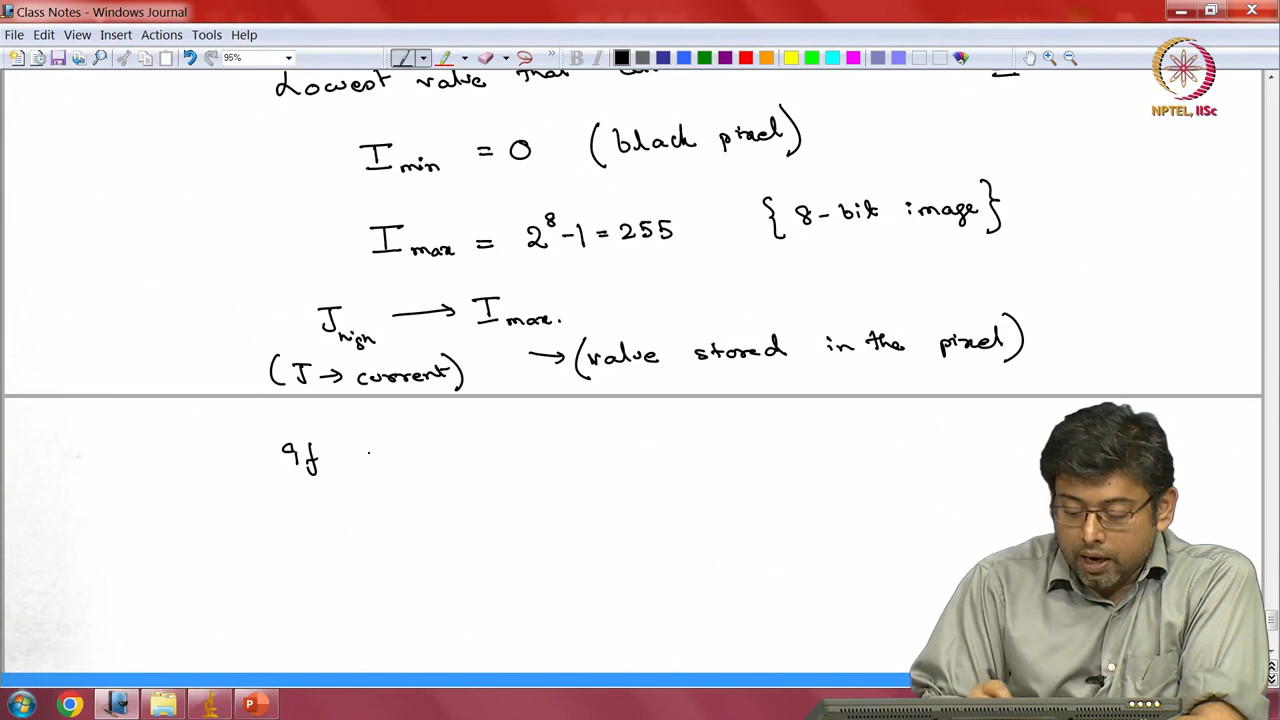 Class Notes - Windows Journal
File Edit View Insert Actions Tools Help
95%
NPTEL, IISc
Lowest value that I
I min = 0 (black pixel)
I max = 2^8 - 1 = 255 {8-bit image}
J high → I max.
(J → current) → (value stored in the pixel)
If